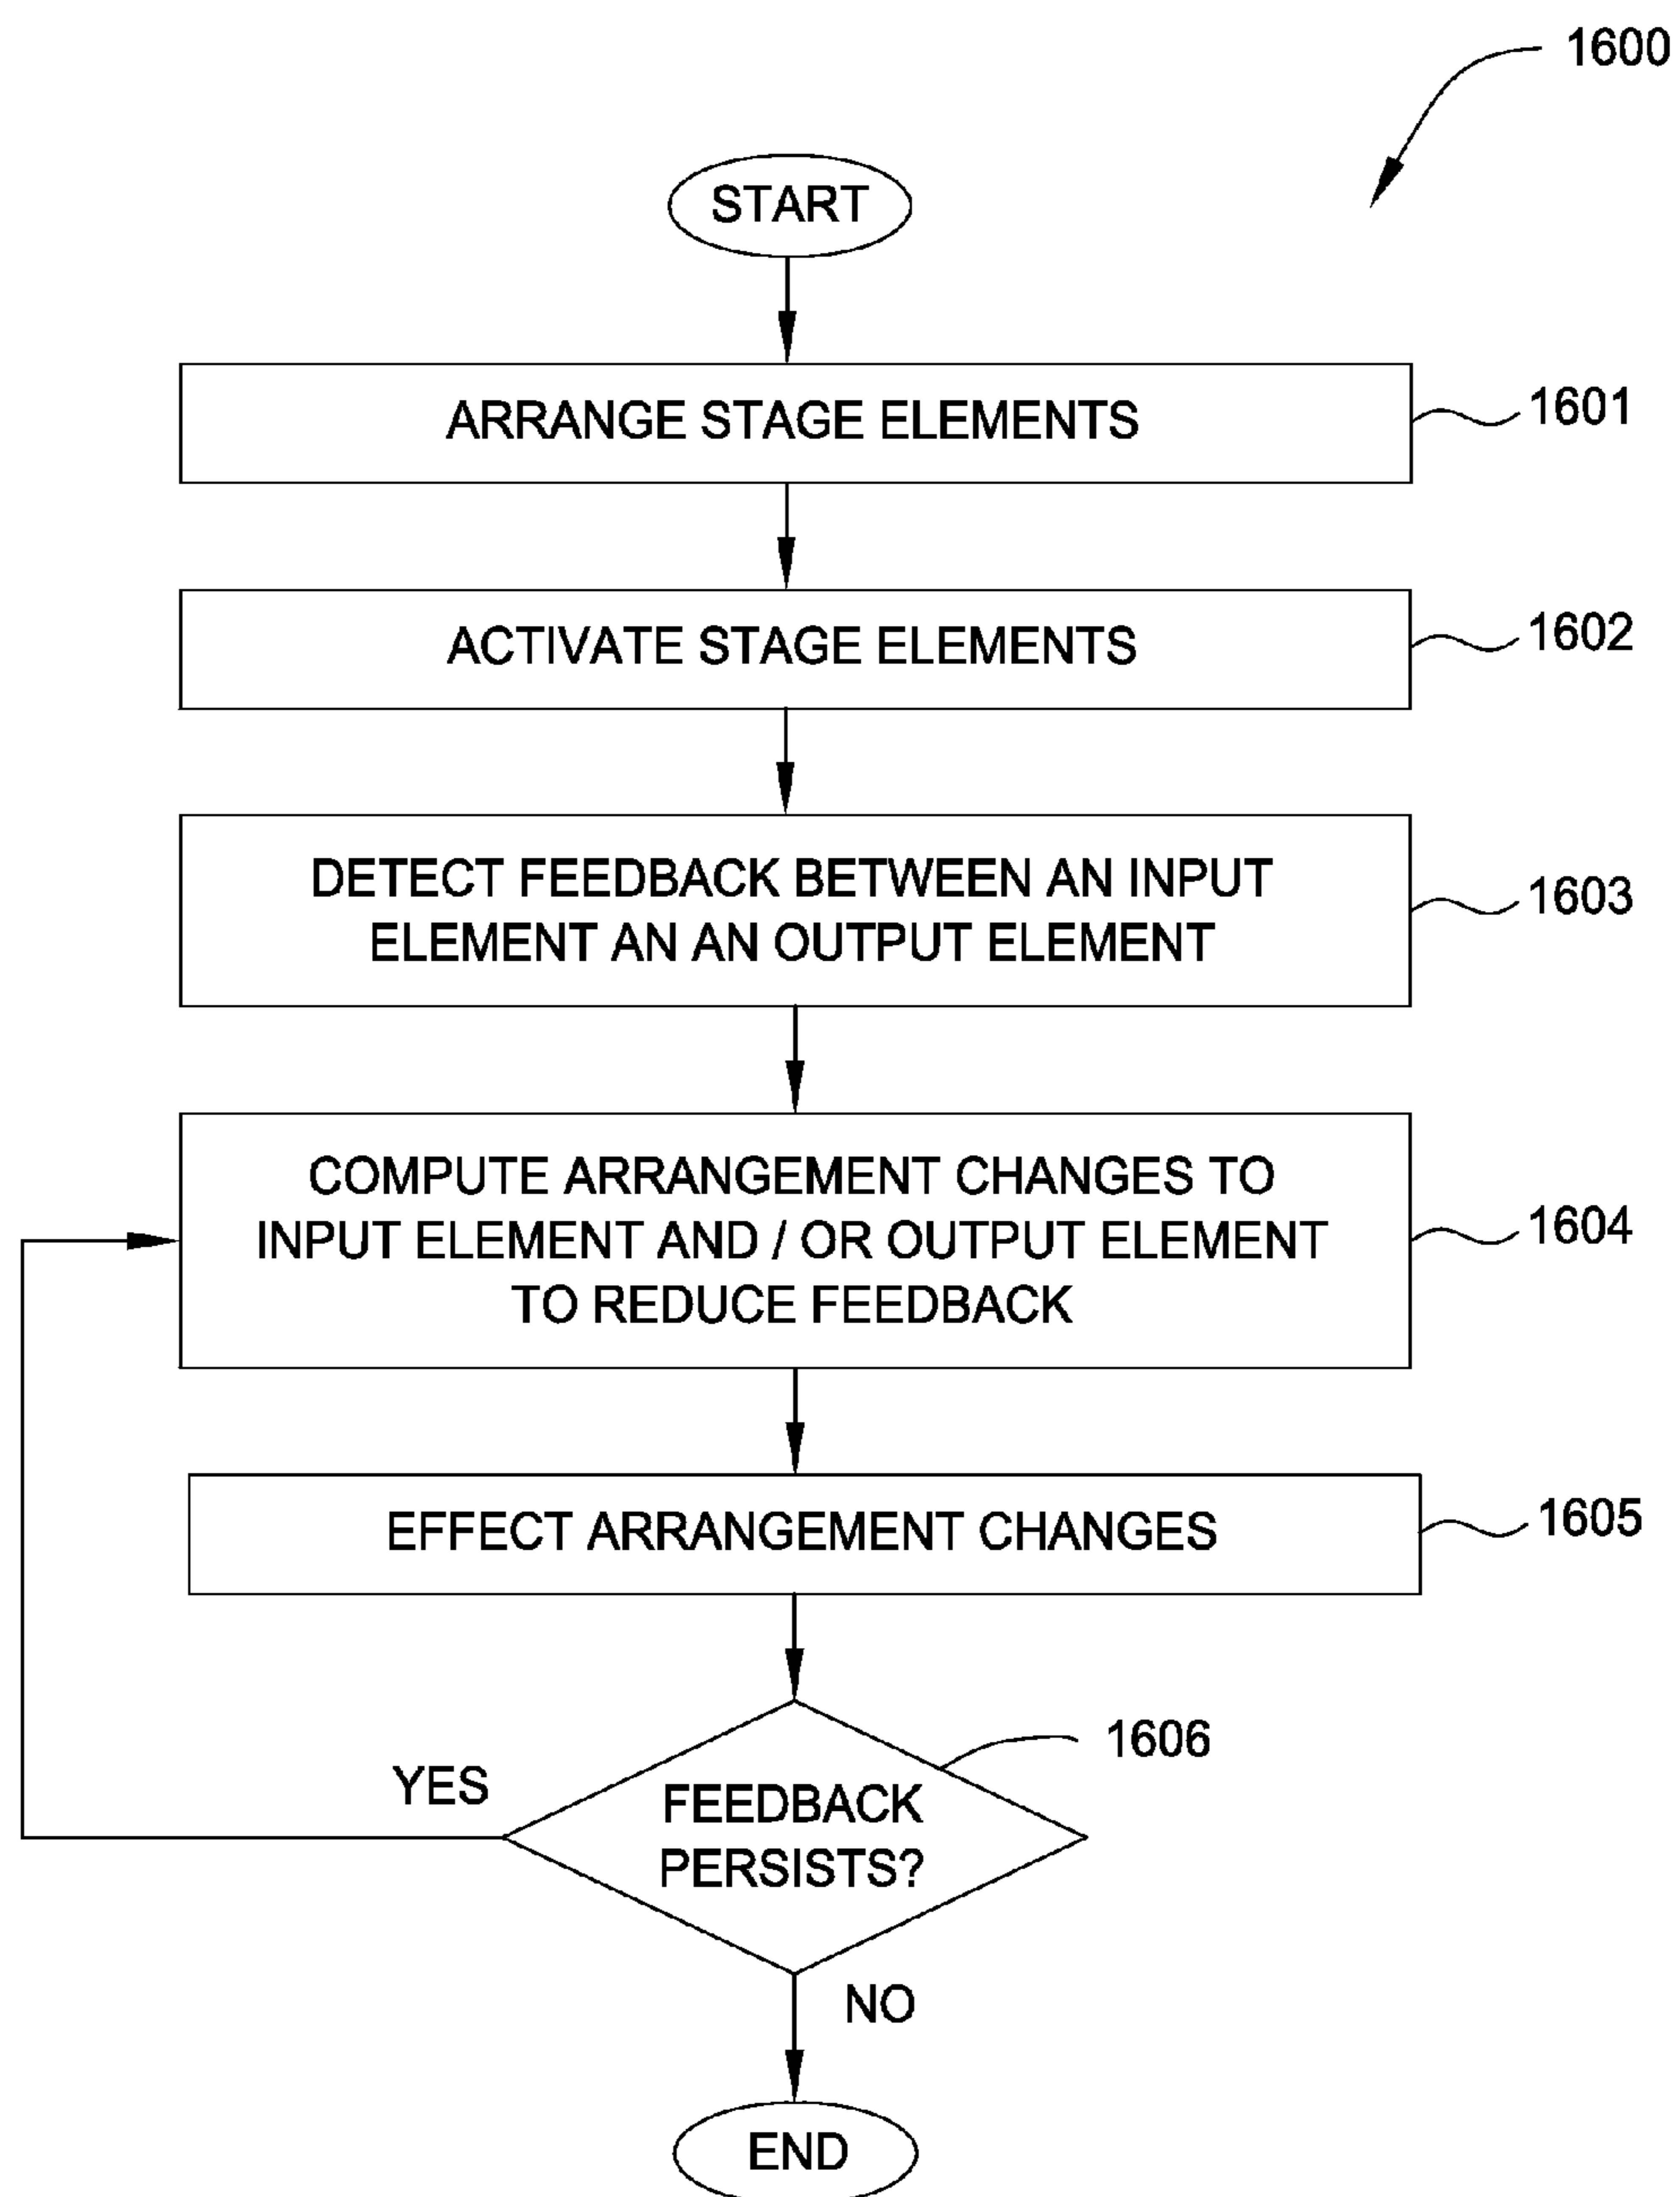 1600
START
ARRANGE STAGE ELEMENTS
1601
ACTIVATE STAGE ELEMENTS
1602
DETECT FEEDBACK BETWEEN AN INPUT
ELEMENT AN AN OUTPUT ELEMENT
1603
COMPUTE ARRANGEMENT CHANGES TO
INPUT ELEMENT AND / OR OUTPUT ELEMENT
TO REDUCE FEEDBACK
1604
EFFECT ARRANGEMENT CHANGES
1605
1606
YES
FEEDBACK
PERSISTS?
NO
END